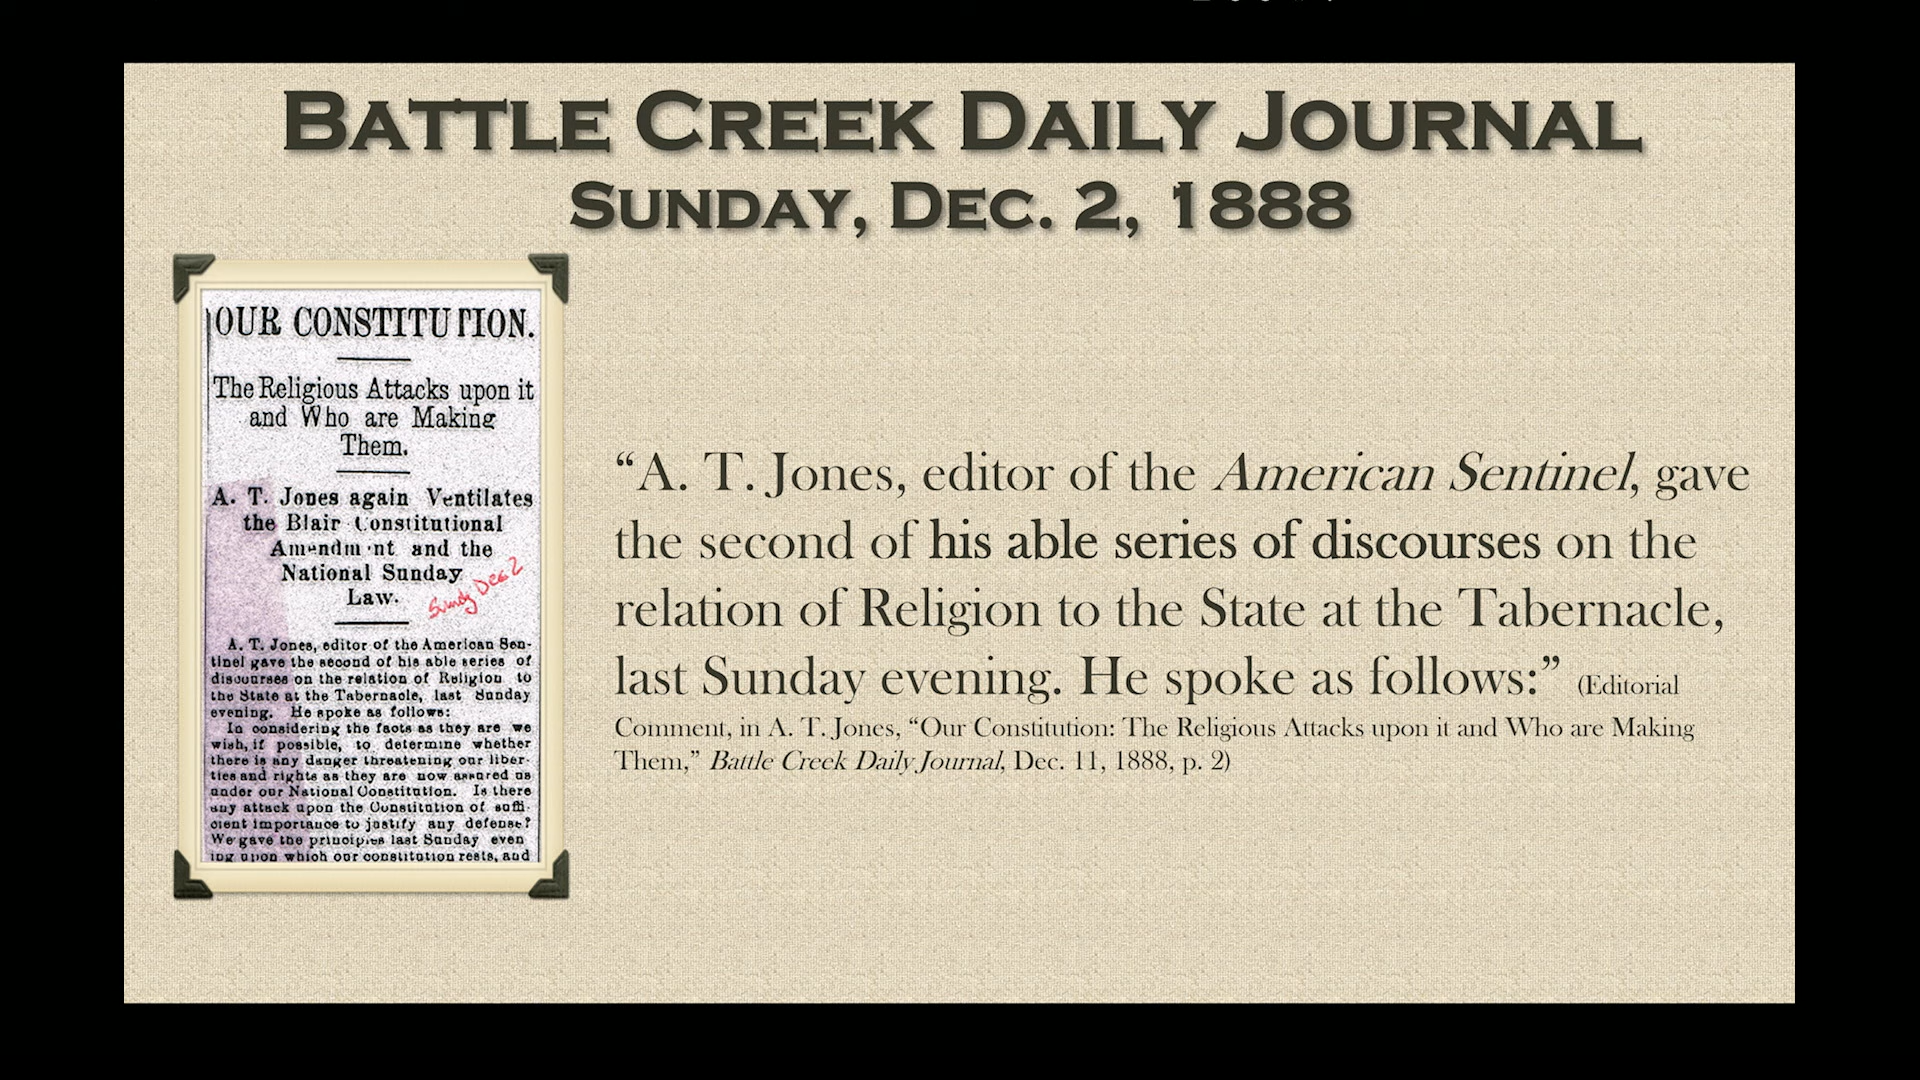 BATTLE CREEK DAILY JOURNAL
SUNDAY, DEC. 2, 1888
OUR CONSTITUTION.
The Religious Attacks upon it
and Who are Making
Them.
A. T. Jones again Ventilates
the Blair Constitutional
Amendm nt and the
National Sunday
Law.
Sundy Dec 2
A. T. Jones, editor of the American Sen-
tinel gave the second of his able series of
discourses on the relation of Religion to
the State at the Tabernacle, last Sunday
evening. He spoke as follows:
In considering the facts as they are we
wish, if possible, to determine whether
there is any danger threatening our liber-
ties and rights as they are now assured us
under our National Constitution. Is there
any attack upon the Constitution of suffi-
cient importance to justify any defense?
We gave the principles last Sunday even
ing upon which our constitution rests, and
“A. T. Jones, editor of the American Sentinel, gave
the second of his able series of discourses on the
relation of Religion to the State at the Tabernacle,
last Sunday evening. He spoke as follows:” (Editorial
Comment, in A. T. Jones, “Our Constitution: The Religious Attacks upon it and Who are Making
Them,” Battle Creek Daily Journal, Dec. 11, 1888, p. 2)